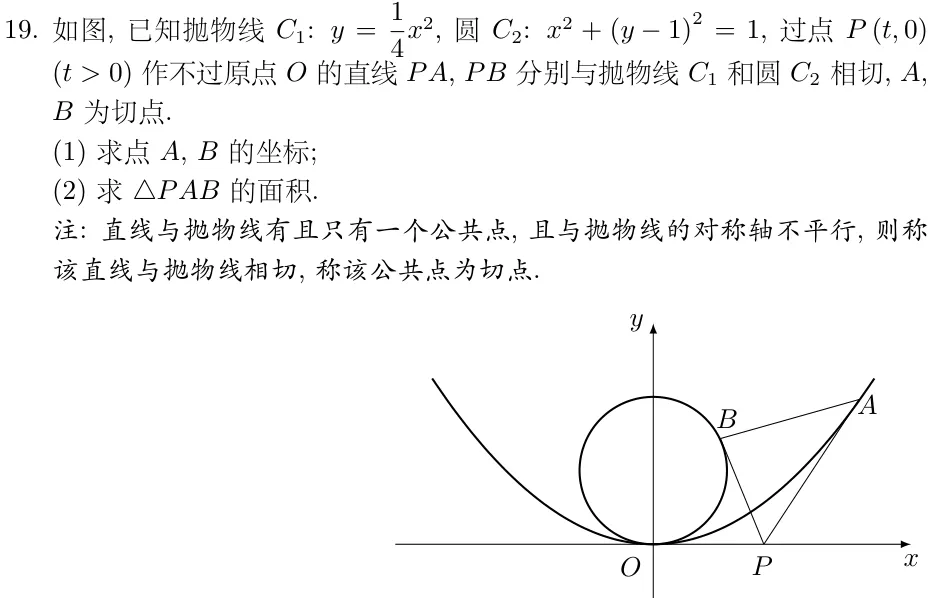 19. 如图, 已知抛物线 C₁: y = \frac{1}{4}x², 圆 C₂: x² + (y − 1)² = 1, 过点 P (t, 0)
(t > 0) 作不过原点 O 的直线 PA, PB 分别与抛物线 C₁ 和圆 C₂ 相切, A,
B 为切点.
(1) 求点 A, B 的坐标;
(2) 求 △PAB 的面积.
注: 直线与抛物线有且只有一个公共点, 且与抛物线的对称轴不平行, 则称
该直线与抛物线相切, 称该公共点为切点.
y
B
A
O
P
x